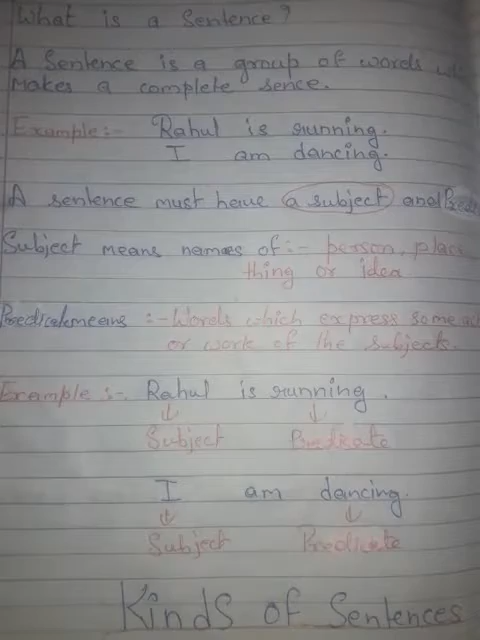 What is a Sentence?
A Sentence is a group of words
Makes a complete sence.
Example:- Rahul is running.
I am dancing.
A sentence must have a subject and
Subject means names of:- person, plac
thing or idea
Predicate means :- Words which express some
or work of the subjects.
Example:- Rahul is running.
Subject Predicate
I am dancing.
Subject Predicate
Kinds of Sentences